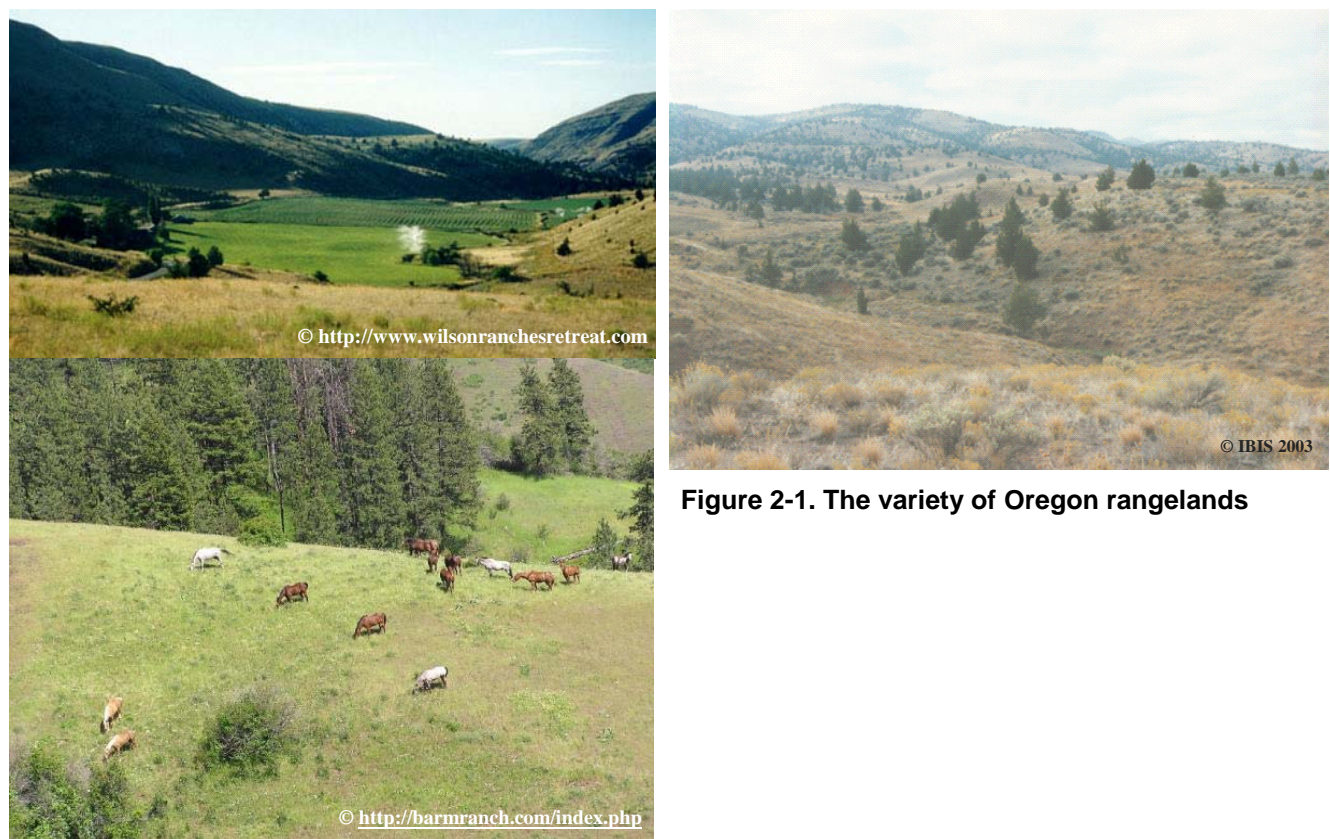 © http://www.wilsonranchesretreat.com
© IBIS 2003
Figure 2-1. The variety of Oregon rangelands
© http://barmranch.com/index.php